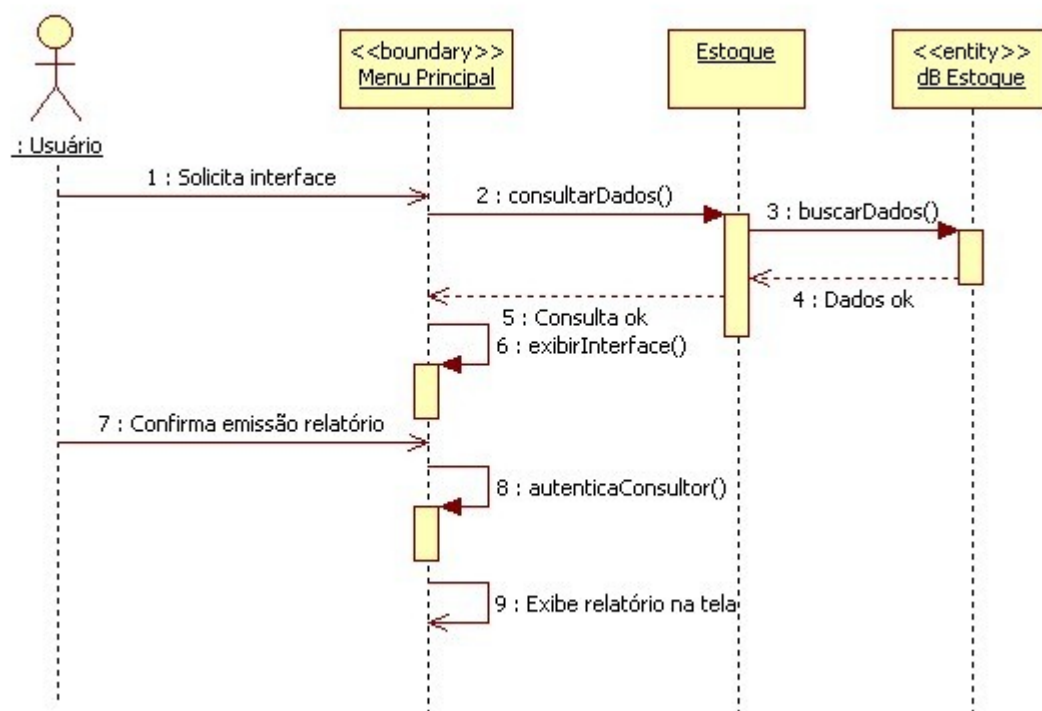 <<boundary>>
Menu Principal
Estoque
<<entity>>
dB Estoque
: Usuário
1 : Solicita interface
2 : consultarDados()
3 : buscarDados()
4 : Dados ok
5 : Consulta ok
6 : exibirInterface()
7 : Confirma emissão relatório
8 : autenticaConsultor()
9 : Exibe relatório na tela